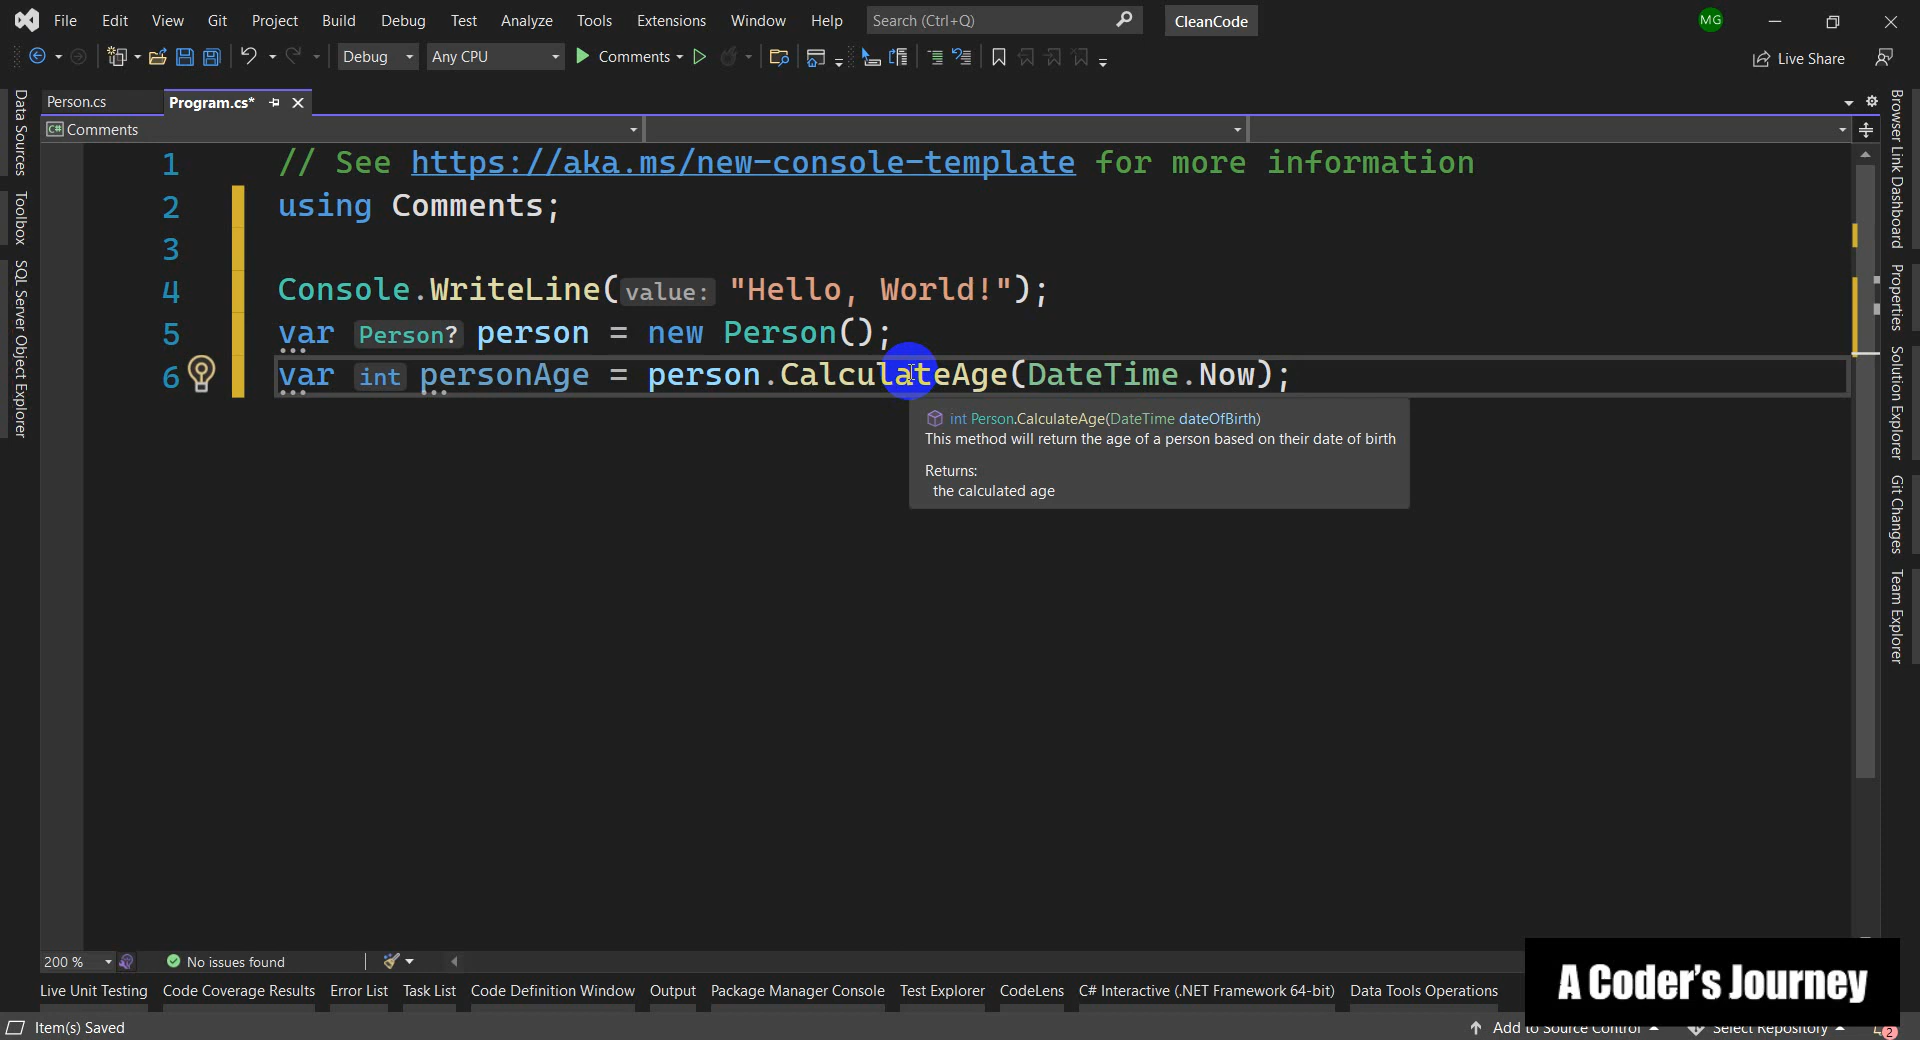 File Edit View Git Project Build Debug Test Analyze Tools Extensions Window Help Search (Ctrl+Q) CleanCode MG
Debug Any CPU Comments Live Share
Person.cs Program.cs*
C# Comments
1 // See https://aka.ms/new-console-template for more information
2 using Comments;
3
4 Console.WriteLine(value: "Hello, World!");
5 var Person? person = new Person();
6 var int personAge = person.CalculateAge(DateTime.Now);
int Person.CalculateAge(DateTime dateOfBirth)
This method will return the age of a person based on their date of birth
Returns:
the calculated age
Data Sources
Toolbox
SQL Server Object Explorer
Browser Link Dashboard
Properties
Solution Explorer
Git Changes
Team Explorer
200 % No issues found
Live Unit Testing Code Coverage Results Error List Task List Code Definition Window Output Package Manager Console Test Explorer CodeLens C# Interactive (.NET Framework 64-bit) Data Tools Operations
A Coder's Journey
Item(s) Saved Add to Source Control Select Repository 2